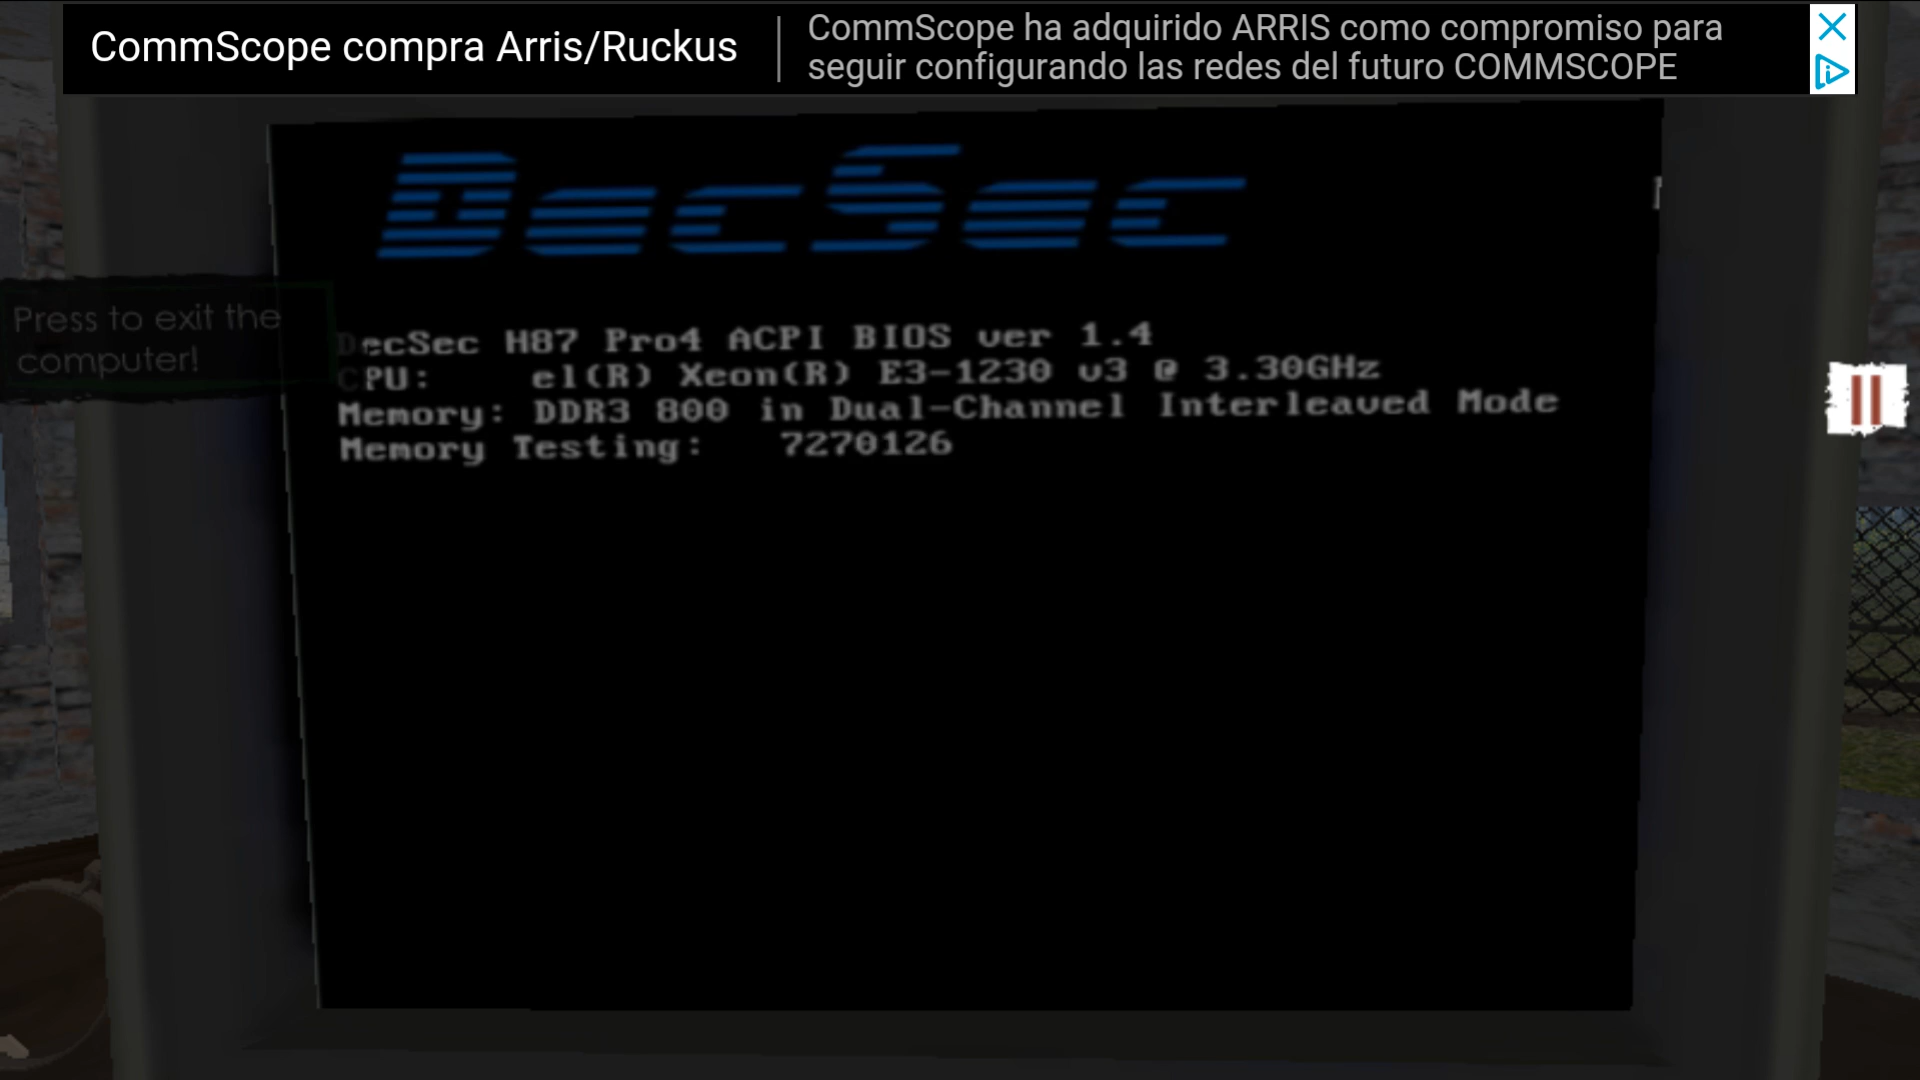 CommScope compra Arris/Ruckus
CommScope ha adquirido ARRIS como compromiso para
seguir configurando las redes del futuro COMMSCOPE
DecSec
Press to exit the
computer!
DecSec H87 Pro4 ACPI BIOS ver 1.4
CPU: el(R) Xeon(R) E3-1230 v3 @ 3.30GHz
Memory: DDR3 800 in Dual-Channel Interleaved Mode
Memory Testing: 7270126